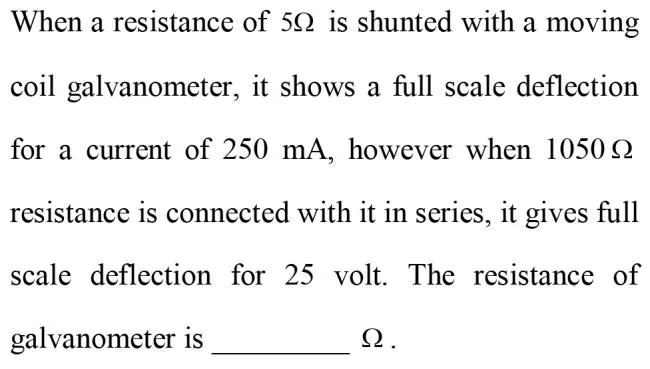 When a resistance of 5Ω is shunted with a moving
coil galvanometer, it shows a full scale deflection
for a current of 250 mA, however when 1050 Ω
resistance is connected with it in series, it gives full
scale deflection for 25 volt. The resistance of
galvanometer is __________ Ω .